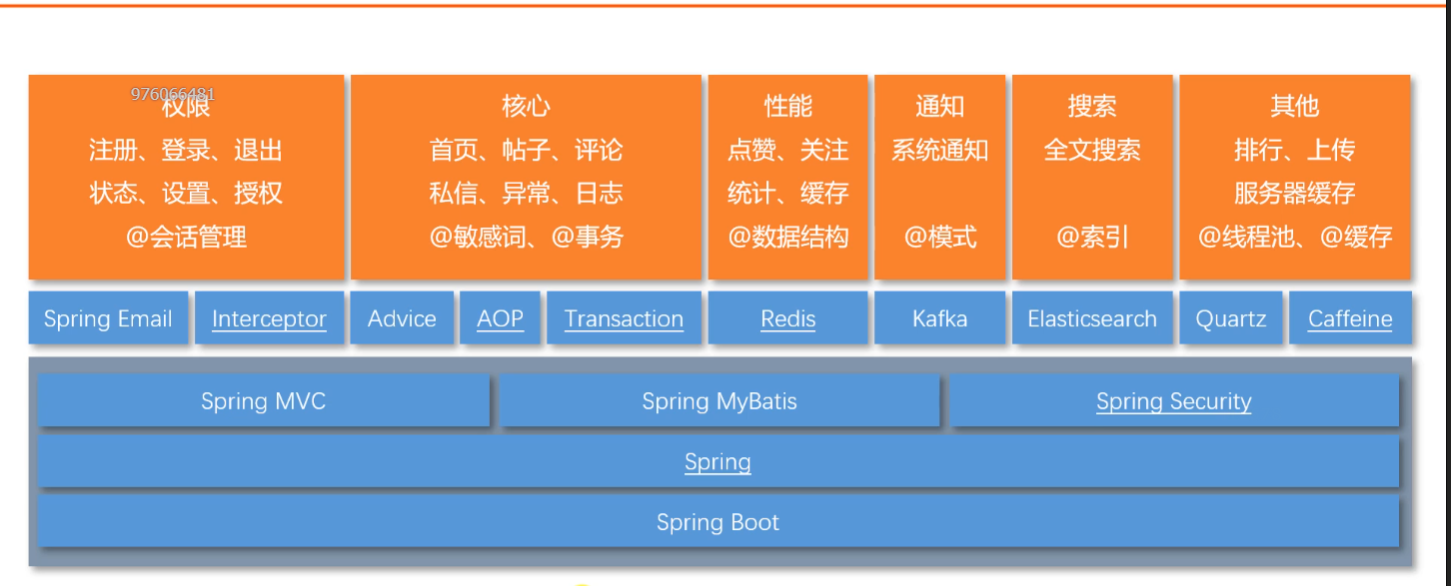 976066481
权限
注册、登录、退出
状态、设置、授权
@会话管理
核心
首页、帖子、评论
私信、异常、日志
@敏感词、@事务
性能
点赞、关注
统计、缓存
@数据结构
通知
系统通知
@模式
搜索
全文搜索
@索引
其他
排行、上传
服务器缓存
@线程池、@缓存
Spring Email
Interceptor
Advice
AOP
Transaction
Redis
Kafka
Elasticsearch
Quartz
Caffeine
Spring MVC
Spring MyBatis
Spring Security
Spring
Spring Boot